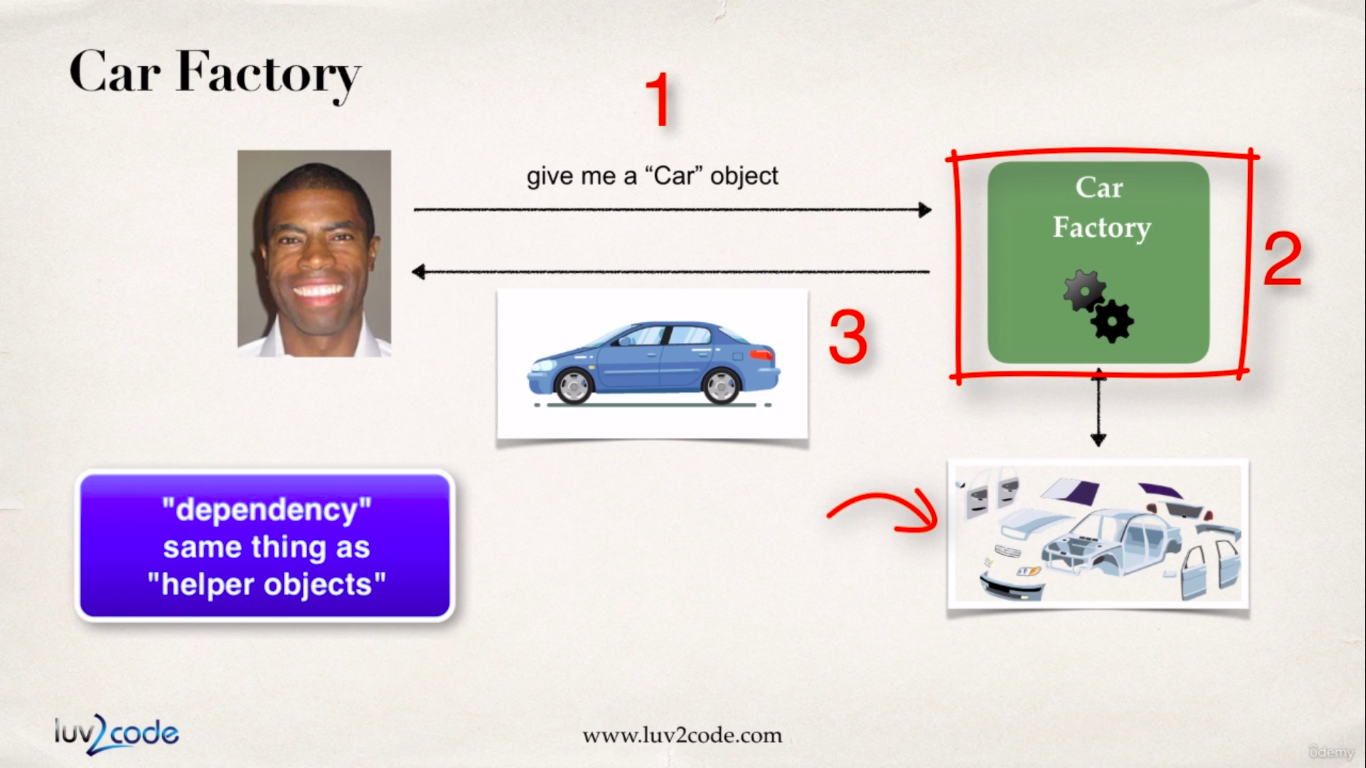 Car Factory
1
give me a “Car” object
Car
Factory
2
3
"dependency"
same thing as
"helper objects"
luv2code
www.luv2code.com
ûdemy